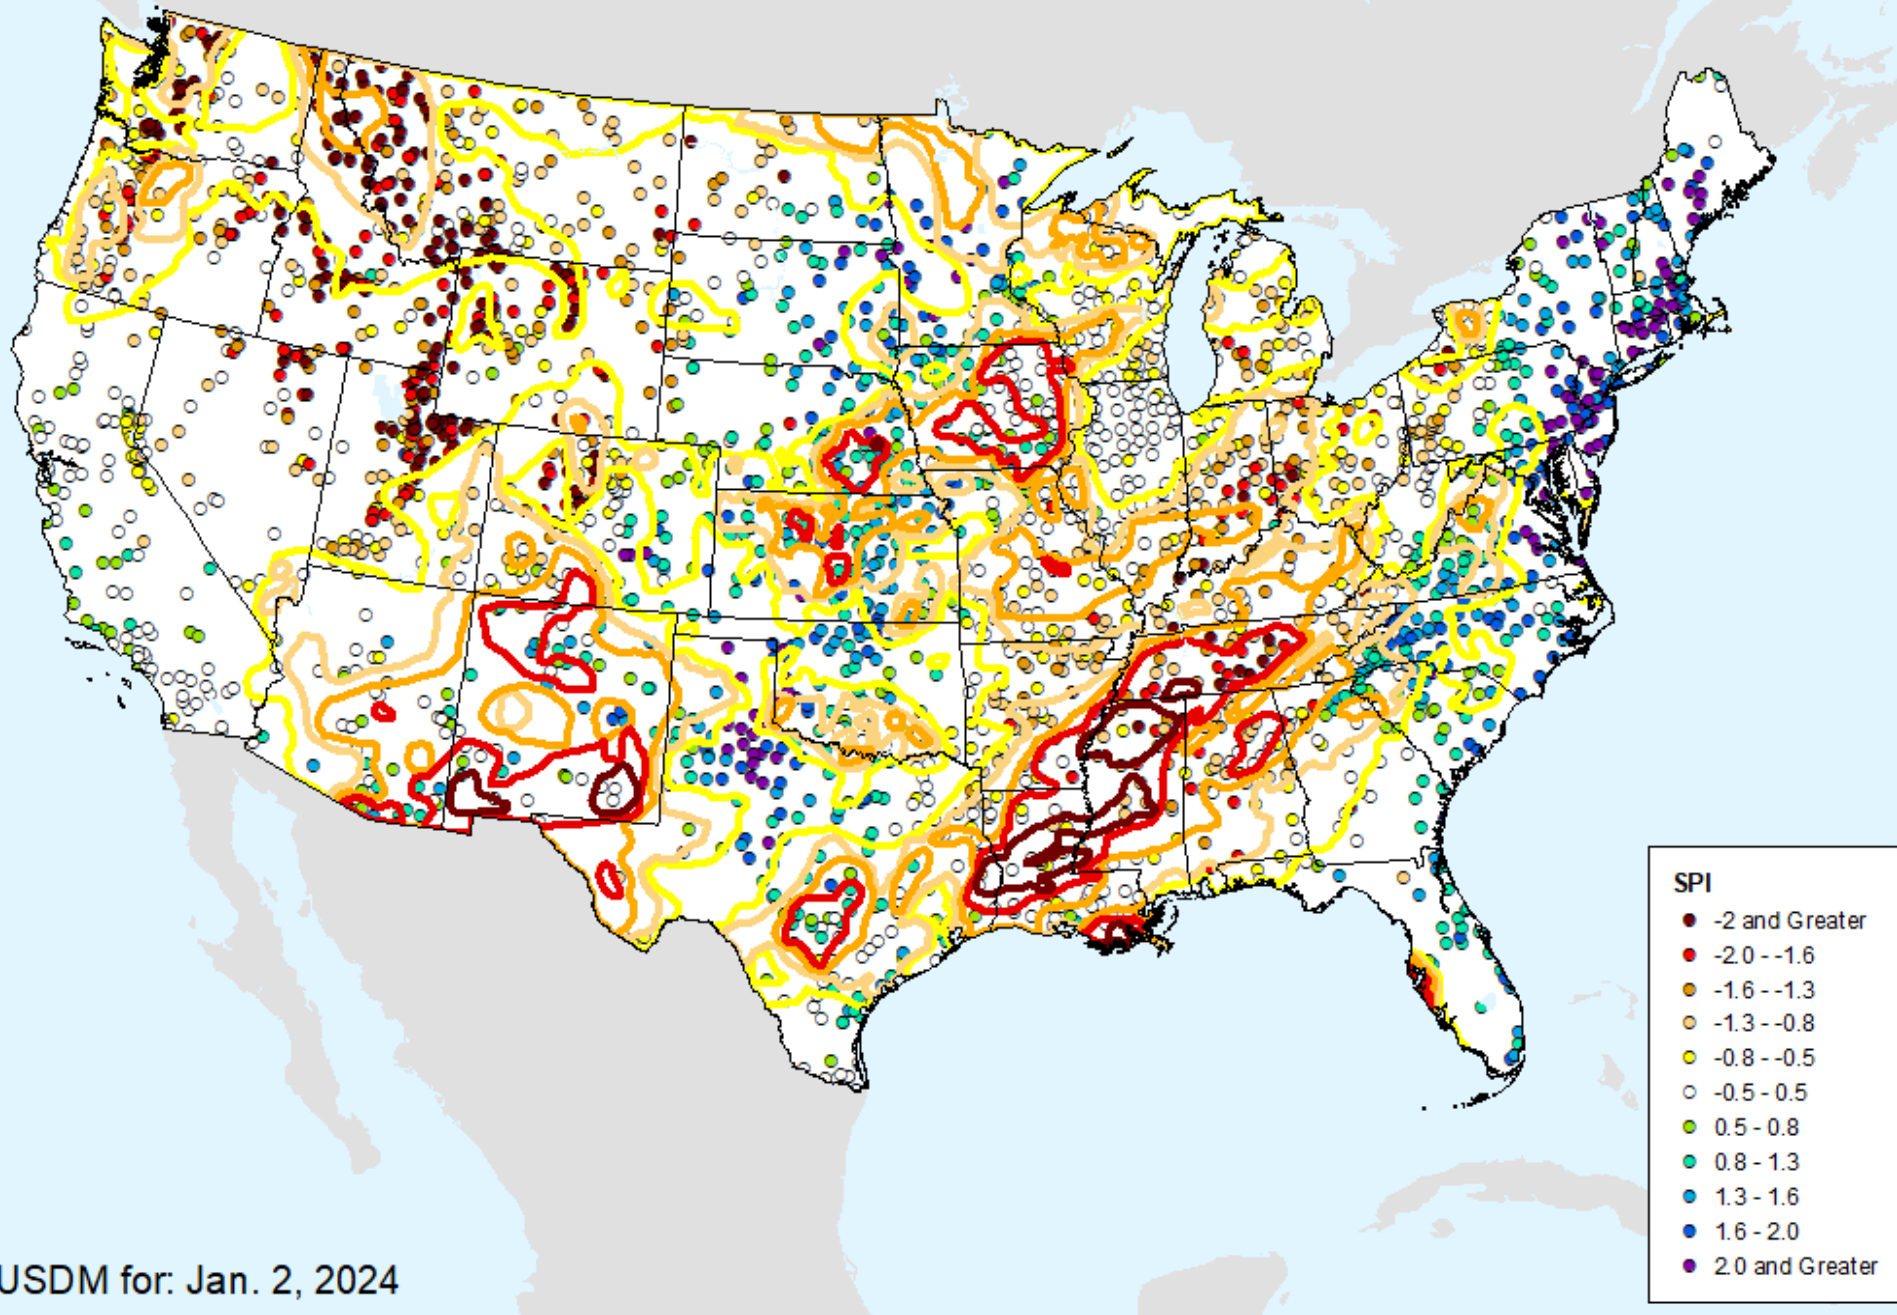 SPI
-2 and Greater
-2.0 - -1.6
-1.6 - -1.3
-1.3 - -0.8
-0.8 - -0.5
-0.5 - 0.5
0.5 - 0.8
0.8 - 1.3
1.3 - 1.6
1.6 - 2.0
2.0 and Greater
USDM for: Jan. 2, 2024